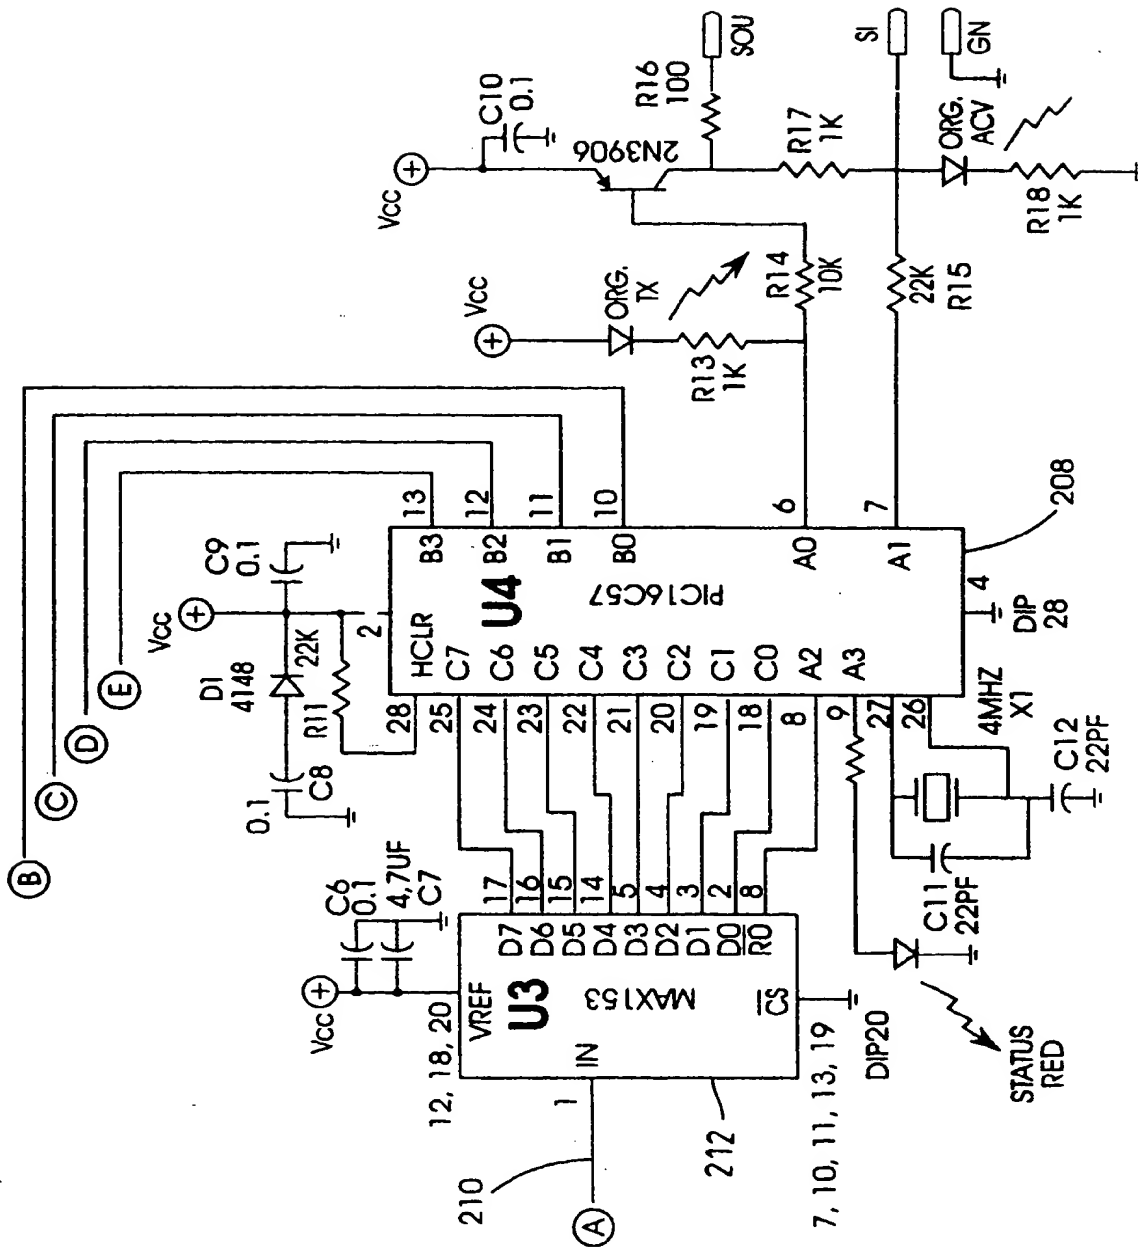 B
C
D
E
Vcc
C9
0.1
D1
4148
22K
R11
0.1
C8
2
HCLR
28
C7
25
C6
24
C5
23
C4
22
C3
21
C2
20
C1
19
C0
18
A2
8
A3
9
27
26
B3
13
B2
12
B1
11
B0
10
A0
6
A1
7
U4
PIC16C57
4
DIP
28
208
4MHZ
X1
C12
22PF
C11
22PF
Vcc
C6
0.1
4,7UF
C7
12, 18, 20
VREF
U3
MAX153
IN
1
CS
D7
17
D6
16
D5
15
D4
14
D3
5
D2
4
D1
3
D0
2
R0
8
7, 10, 11, 13, 19
DIP20
210
212
A
STATUS
RED
Vcc
ORG.
TX
R13
1K
R14
10K
22K
R15
Vcc
C10
0.1
2N3906
R16
100
SOU
R17
1K
SI
GN
ORG.
ACV
R18
1K